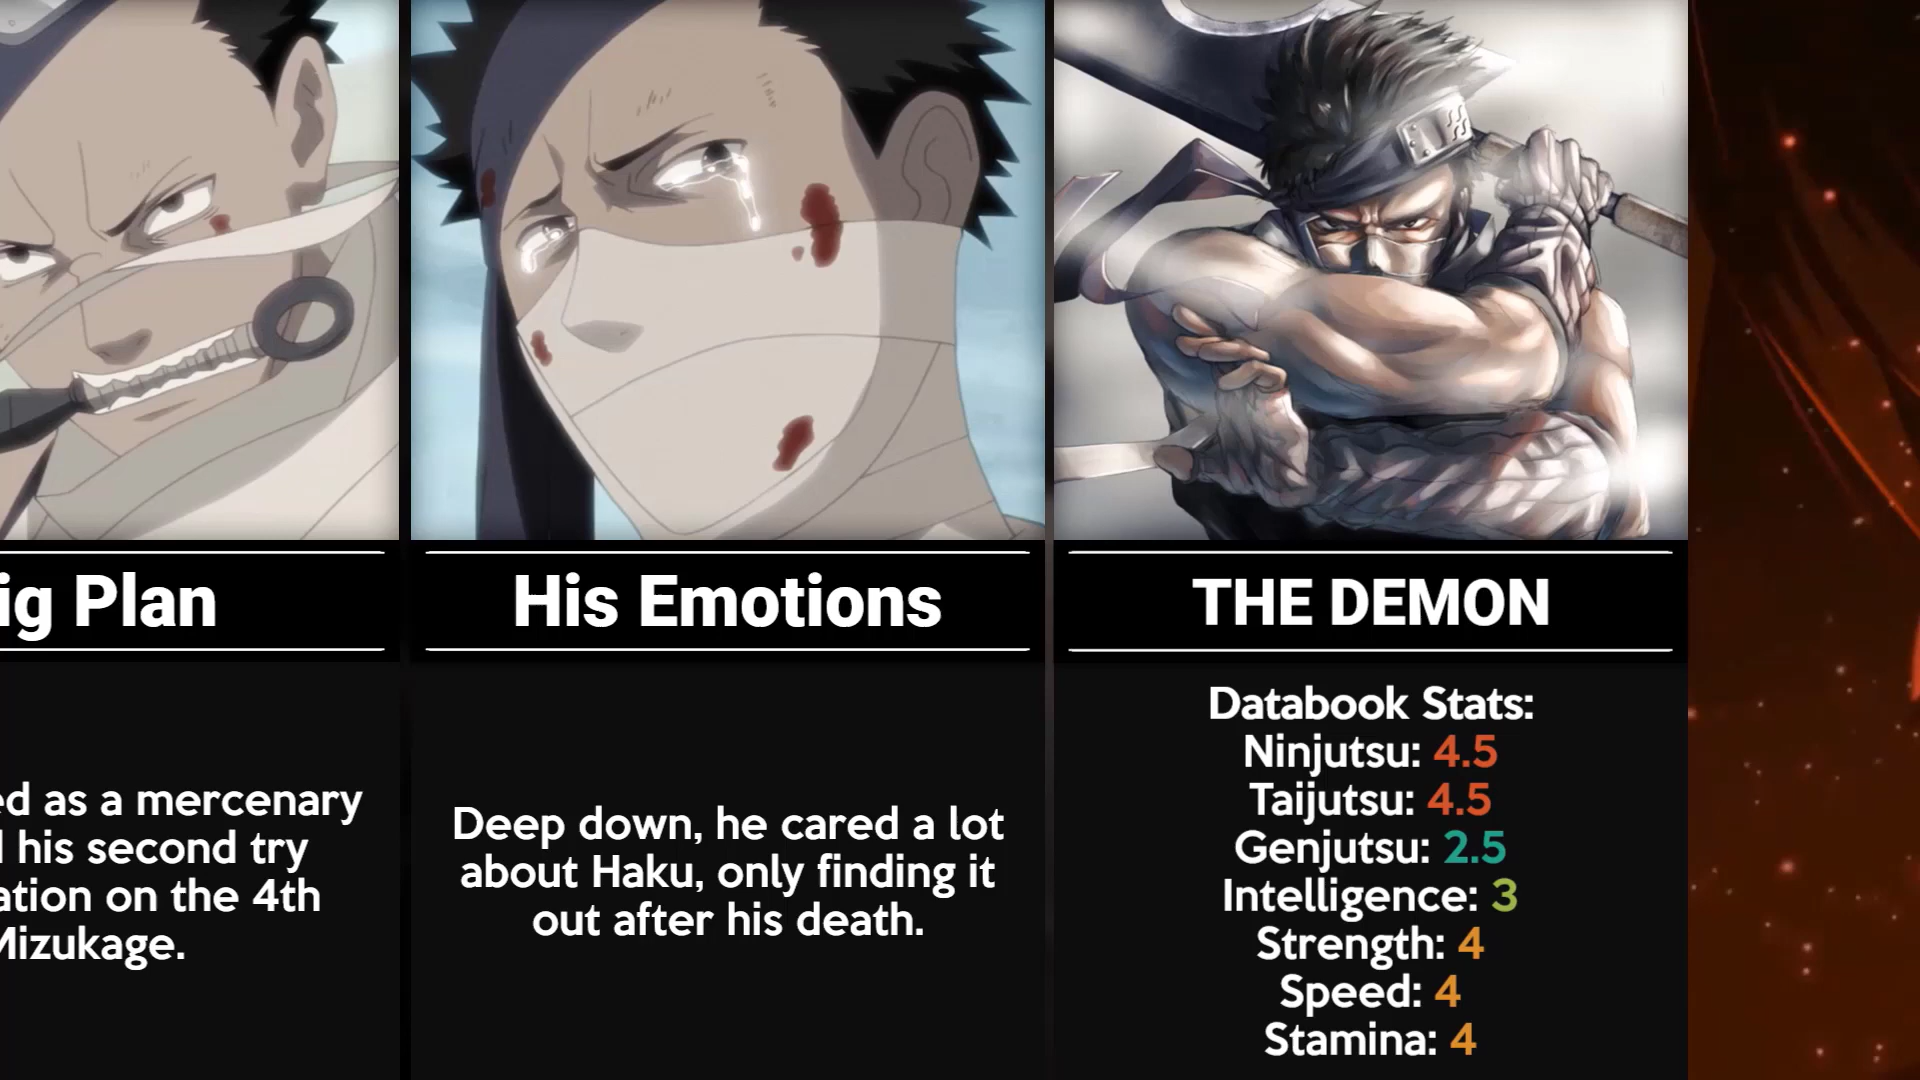 ig Plan
ed as a mercenary
his second try
ation on the 4th
Mizukage.
His Emotions
Deep down, he cared a lot
about Haku, only finding it
out after his death.
THE DEMON
Databook Stats:
Ninjutsu: 4.5
Taijutsu: 4.5
Genjutsu: 2.5
Intelligence: 3
Strength: 4
Speed: 4
Stamina: 4